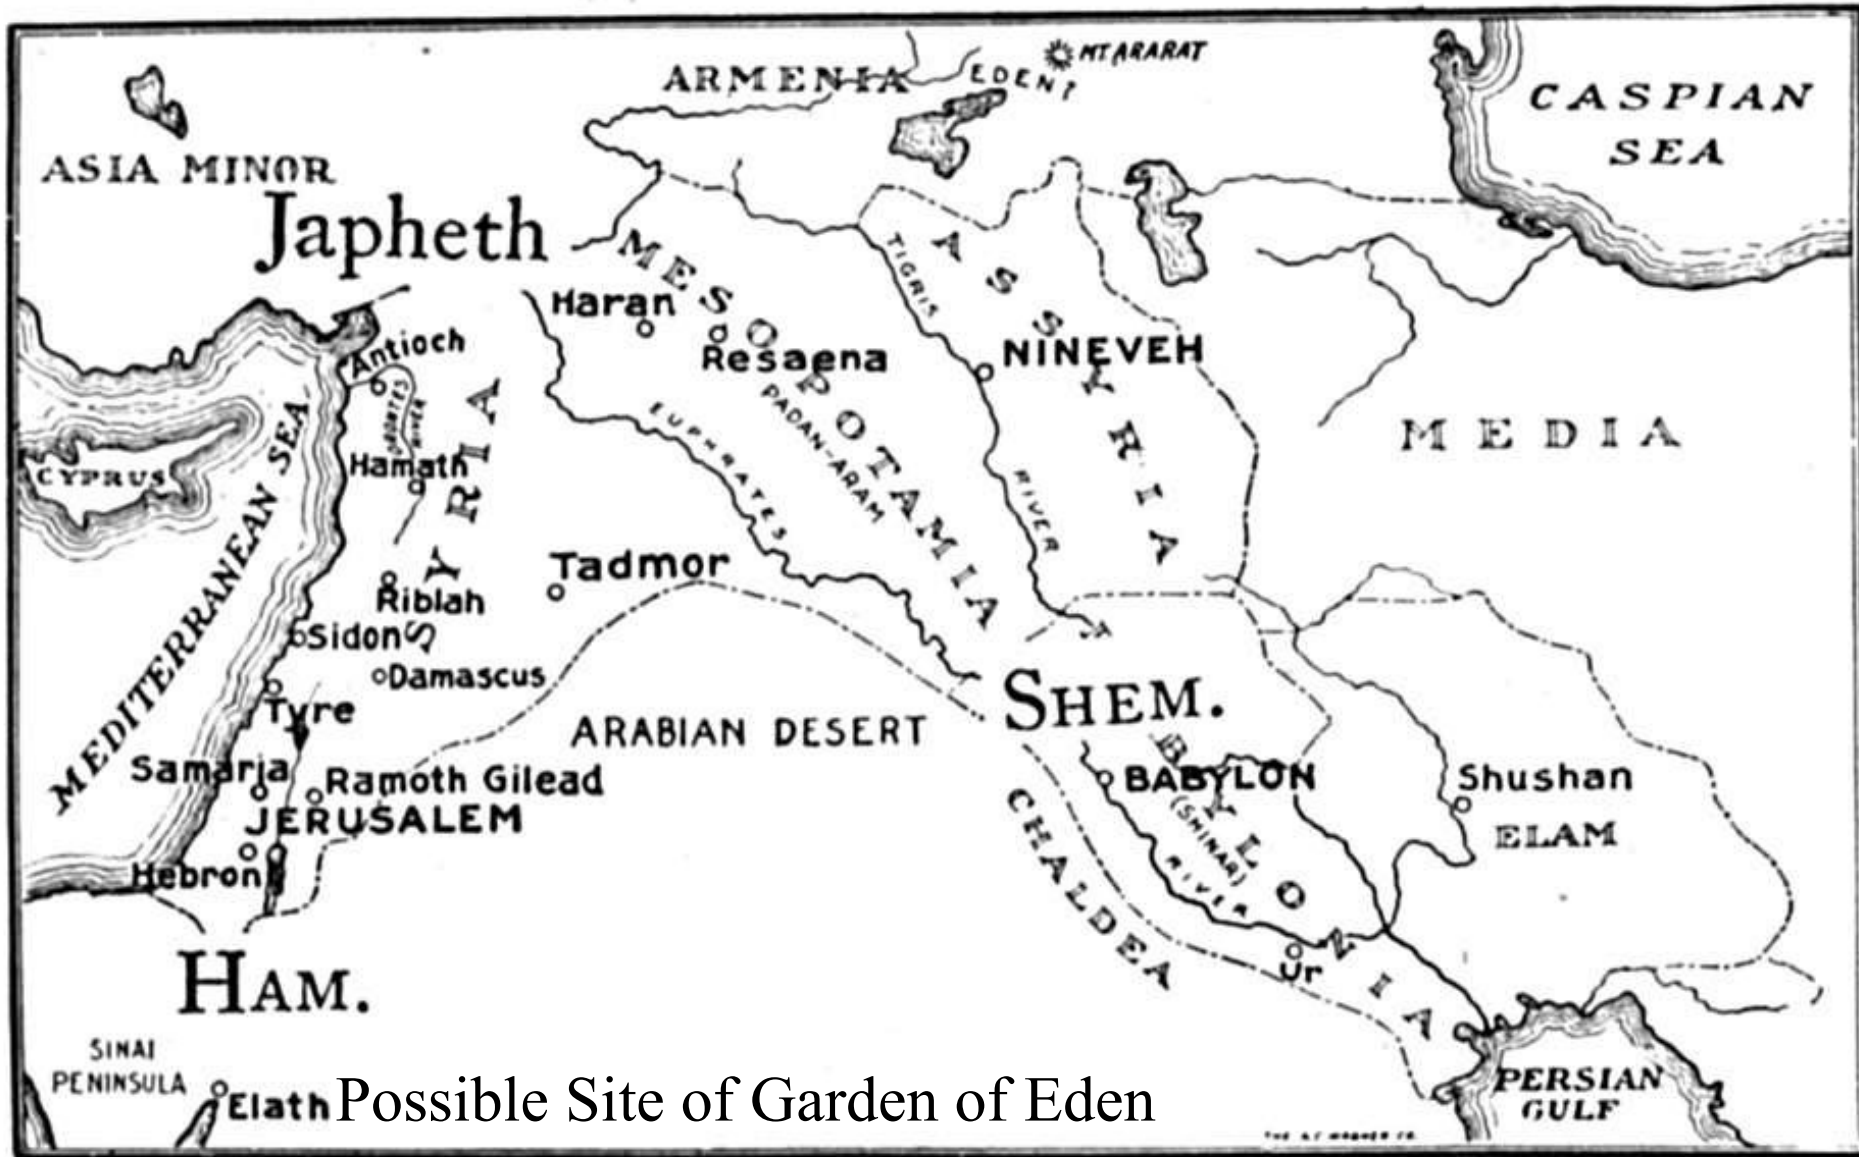 MT ARARAT
ARMENIA
EDEN?
CASPIAN
SEA
ASIA MINOR
Japheth
MESOPOTAMIA
TIGRIS
ASSYRIA
Haran
Resaena
NINEVEH
Antioch
ORONTES
RIVER
PADAN-ARAM
EUPHRATES
MEDIA
CYPRUS
MEDITERRANEAN SEA
Hamath
SYRIA
RIVER
Tadmor
Riblah
Sidon
Damascus
Tyre
SHEM.
ARABIAN DESERT
BABYLONIA
Samaria
Ramoth Gilead
BABYLON
Shushan
(SHINAR)
JERUSALEM
CHALDEA
ELAM
Hebron
RIVER
Ur
HAM.
SINAI
PENINSULA
Elath
Possible Site of Garden of Eden
PERSIAN
GULF